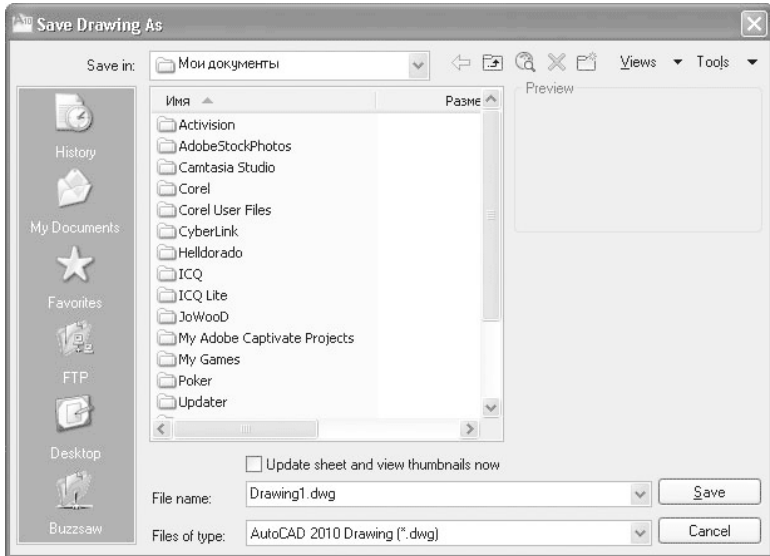 Save Drawing As
Save in: Мои документы Views Tools
Имя Разме
Preview
Activision
AdobeStockPhotos
Camtasia Studio
Corel
Corel User Files
CyberLink
Helldorado
ICQ
ICQ Lite
JoWooD
My Adobe Captivate Projects
My Games
Poker
Updater
History
My Documents
Favorites
FTP
Desktop
Buzzsaw
Update sheet and view thumbnails now
File name: Drawing1.dwg Save
Files of type: AutoCAD 2010 Drawing (*.dwg) Cancel